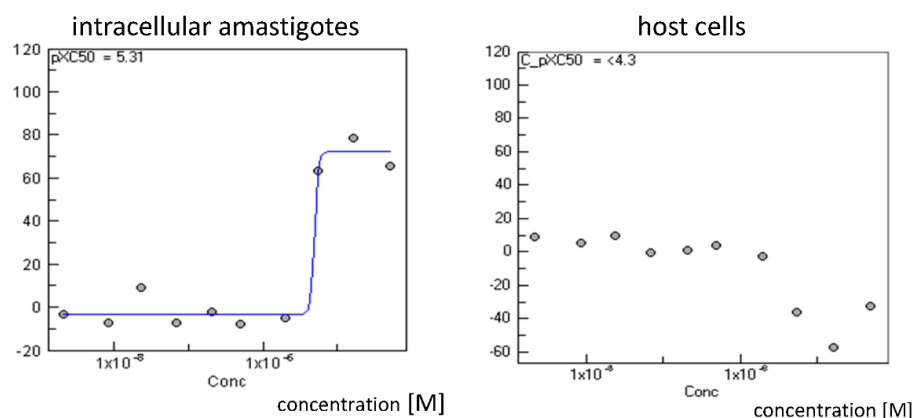 intracellular amastigotes
pXC50 = 5.31
120
100
80
60
40
20
0
-20
1x10⁻⁸
1x10⁻⁶
Conc
concentration [M]
host cells
C_pXC50 = <4.3
120
100
80
60
40
20
0
-20
-40
-60
1x10⁻⁸
1x10⁻⁶
Conc
concentration [M]